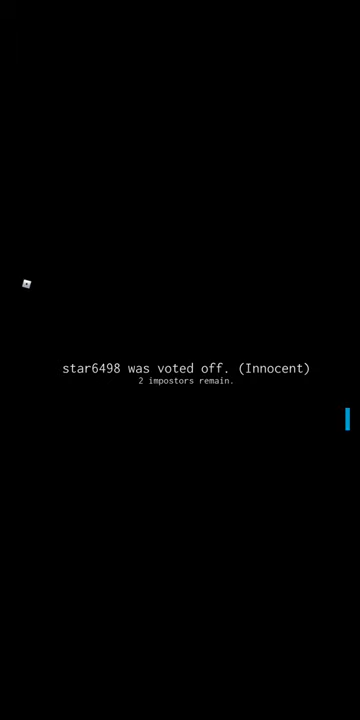 star6498 was voted off. (Innocent)
2 impostors remain.